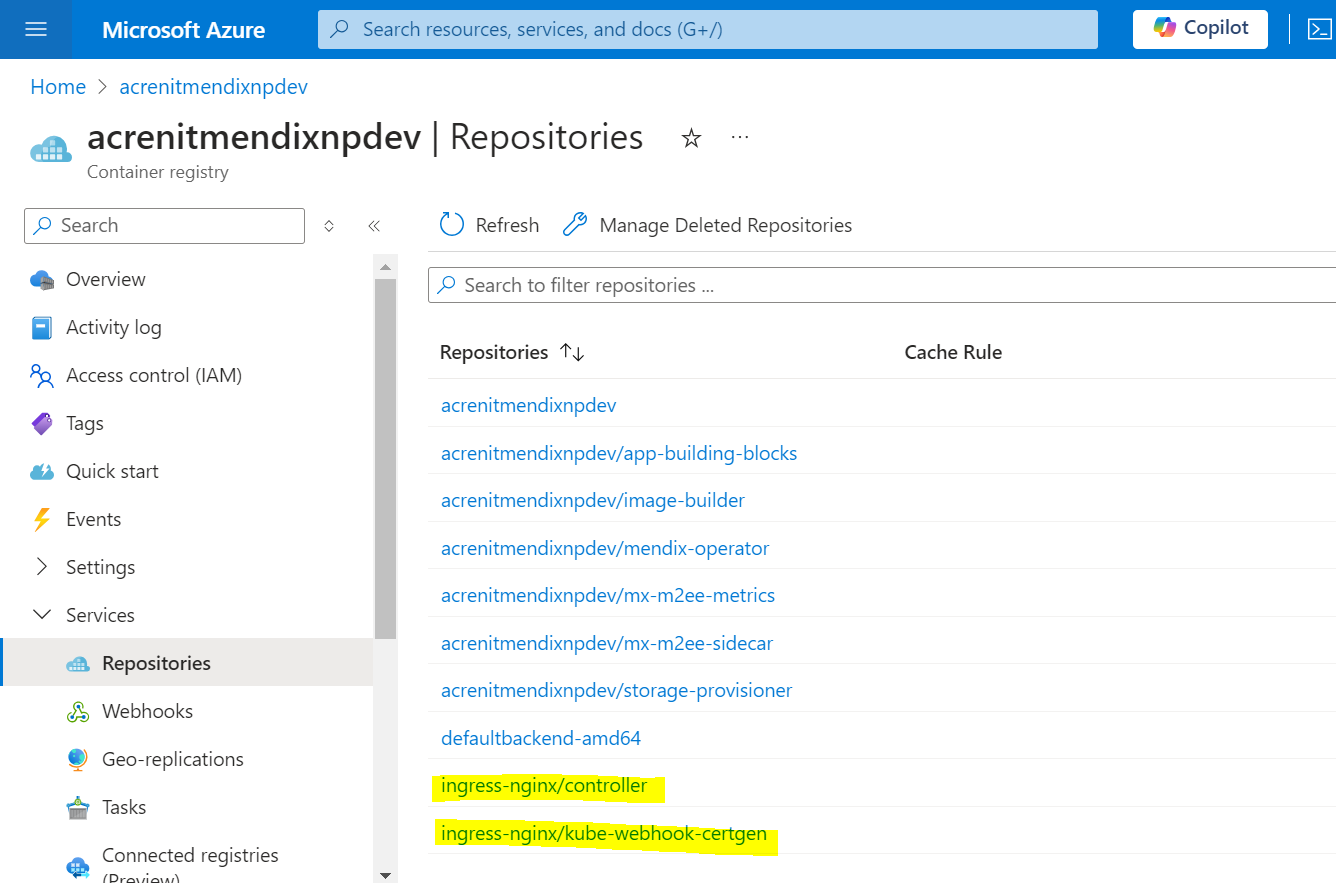 Microsoft Azure
Search resources, services, and docs (G+/)
Copilot
Home > acrenitmendixnpdev
acrenitmendixnpdev | Repositories
Container registry
Search
Refresh
Manage Deleted Repositories
Overview
Activity log
Access control (IAM)
Tags
Quick start
Events
Settings
Services
Repositories
Webhooks
Geo-replications
Tasks
Connected registries
(Preview)
Search to filter repositories ...
Repositories
Cache Rule
acrenitmendixnpdev
acrenitmendixnpdev/app-building-blocks
acrenitmendixnpdev/image-builder
acrenitmendixnpdev/mendix-operator
acrenitmendixnpdev/mx-m2ee-metrics
acrenitmendixnpdev/mx-m2ee-sidecar
acrenitmendixnpdev/storage-provisioner
defaultbackend-amd64
ingress-nginx/controller
ingress-nginx/kube-webhook-certgen